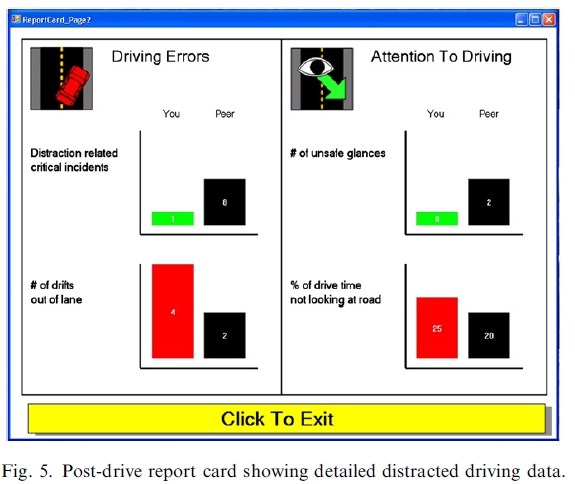 ReportCard_Page2
Driving Errors
You Peer
Distraction related
critical incidents
1 8
# of drifts
out of lane
4 2
Attention To Driving
You Peer
# of unsafe glances
0 2
% of drive time
not looking at road
25 20
Click To Exit
Fig. 5. Post-drive report card showing detailed distracted driving data.